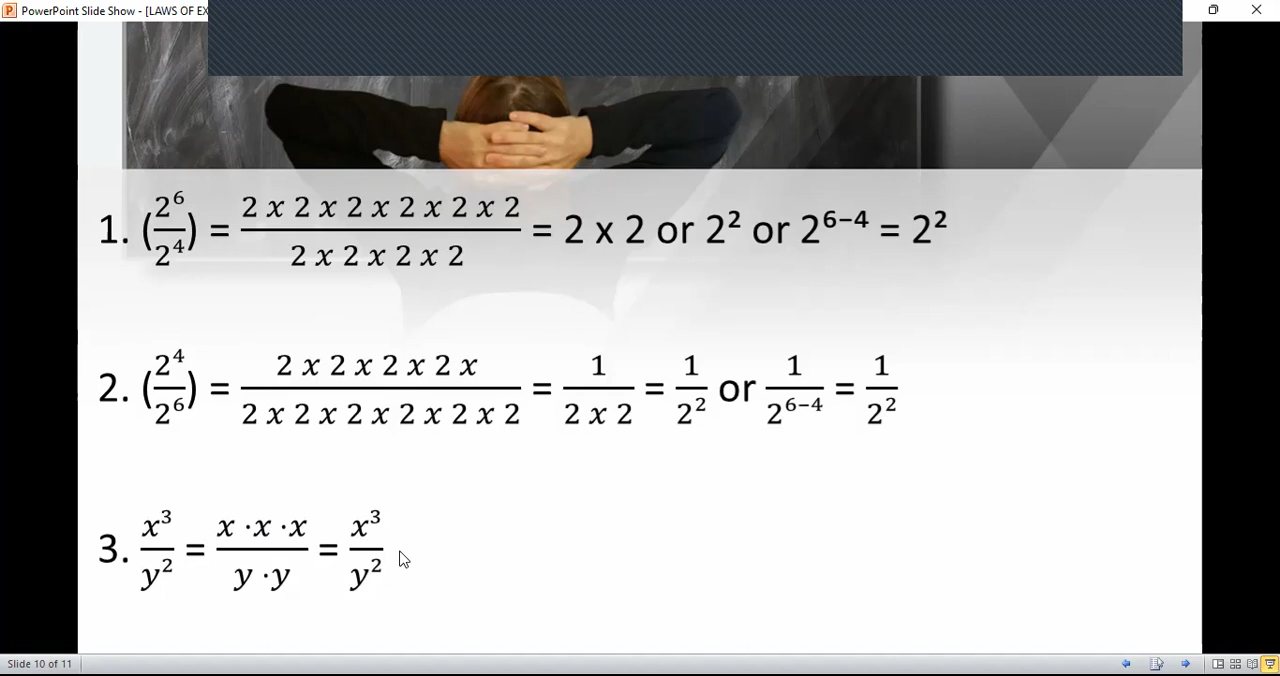 PowerPoint Slide Show - [LAWS OF EX
1. (2⁶/2⁴) = (2 x 2 x 2 x 2 x 2 x 2)/(2 x 2 x 2 x 2) = 2 x 2 or 2² or 2⁶⁻⁴ = 2²
2. (2⁴/2⁶) = (2 x 2 x 2 x 2 x)/(2 x 2 x 2 x 2 x 2 x 2) = 1/(2 x 2) = 1/2² or 1/2⁶⁻⁴ = 1/2²
3. x³/y² = (x · x · x)/(y · y) = x³/y²
Slide 10 of 11